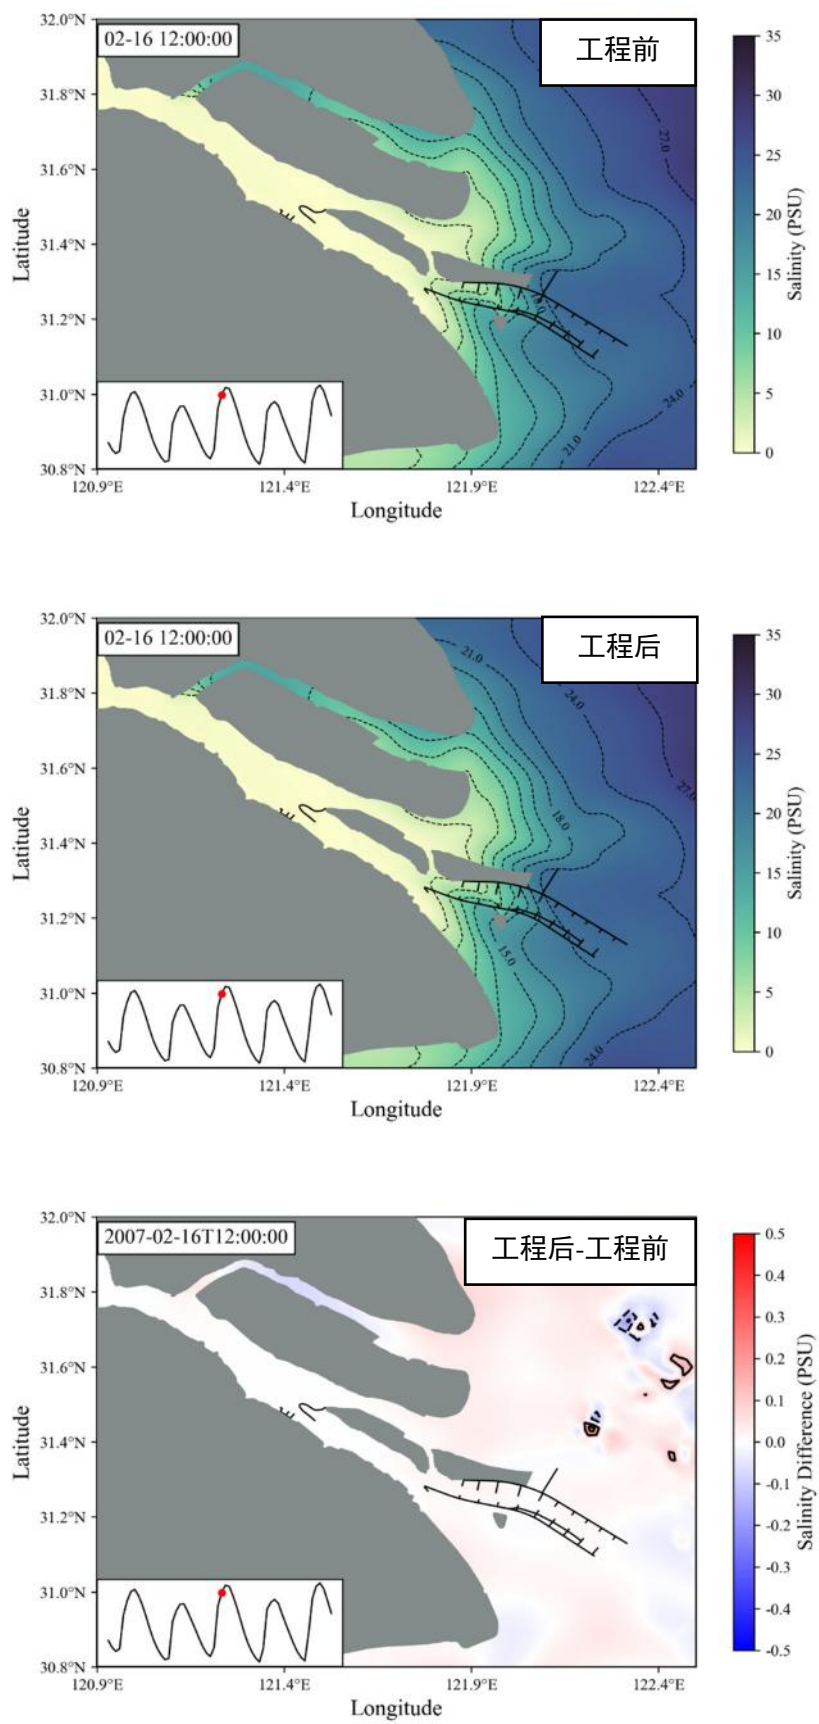 32.0°N
02-16 12:00:00
工程前
31.8°N
31.6°N
31.4°N
31.2°N
31.0°N
30.8°N
Latitude
120.9°E
121.4°E
121.9°E
122.4°E
Longitude
27.0
24.0
21.0
35
30
25
20
15
10
5
0
Salinity (PSU)
32.0°N
02-16 12:00:00
工程后
31.8°N
31.6°N
31.4°N
31.2°N
31.0°N
30.8°N
Latitude
120.9°E
121.4°E
121.9°E
122.4°E
Longitude
21.0
24.0
27.0
18.0
15.0
24.0
35
30
25
20
15
10
5
0
Salinity (PSU)
32.0°N
2007-02-16T12:00:00
工程后-工程前
31.8°N
31.6°N
31.4°N
31.2°N
31.0°N
30.8°N
Latitude
120.9°E
121.4°E
121.9°E
122.4°E
Longitude
0.5
0.4
0.3
0.2
0.1
0.0
-0.1
-0.2
-0.3
-0.4
-0.5
Salinity Difference (PSU)